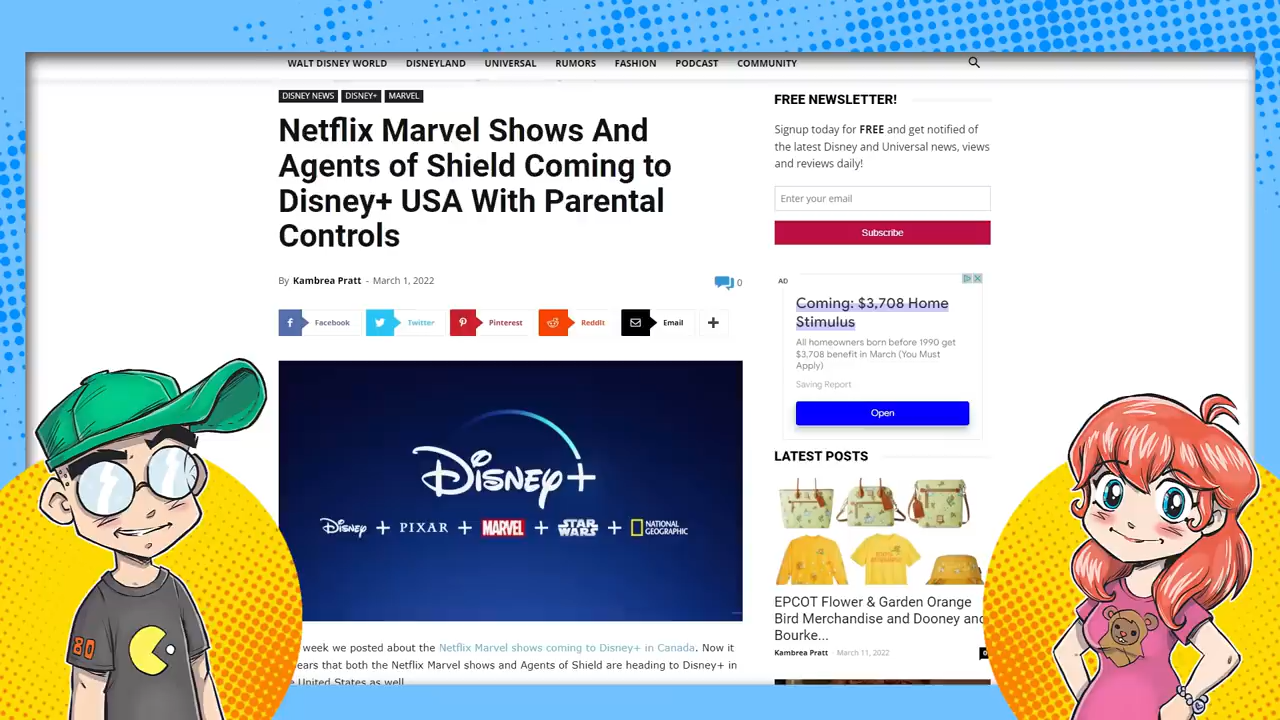 WALT DISNEY WORLD DISNEYLAND UNIVERSAL RUMORS FASHION PODCAST COMMUNITY
DISNEY NEWS DISNEY+ MARVEL
Netflix Marvel Shows And
Agents of Shield Coming to
Disney+ USA With Parental
Controls
By Kambrea Pratt - March 1, 2022
0
Facebook Twitter Pinterest ReddIt Email +
Disney+
Disney + PIXAR + MARVEL + STAR WARS + NATIONAL GEOGRAPHIC
week we posted about the Netflix Marvel shows coming to Disney+ in Canada. Now it
ears that both the Netflix Marvel shows and Agents of Shield are heading to Disney+ in
United States as well
FREE NEWSLETTER!
Signup today for FREE and get notified of
the latest Disney and Universal news, views
and reviews daily!
Enter your email
Subscribe
AD
Coming: $3,708 Home
Stimulus
All homeowners born before 1990 get
$3,708 benefit in March (You Must
Apply)
Saving Report
Open
LATEST POSTS
EPCOT Flower & Garden Orange
Bird Merchandise and Dooney and
Bourke...
Kambrea Pratt - March 11, 2022
0
80